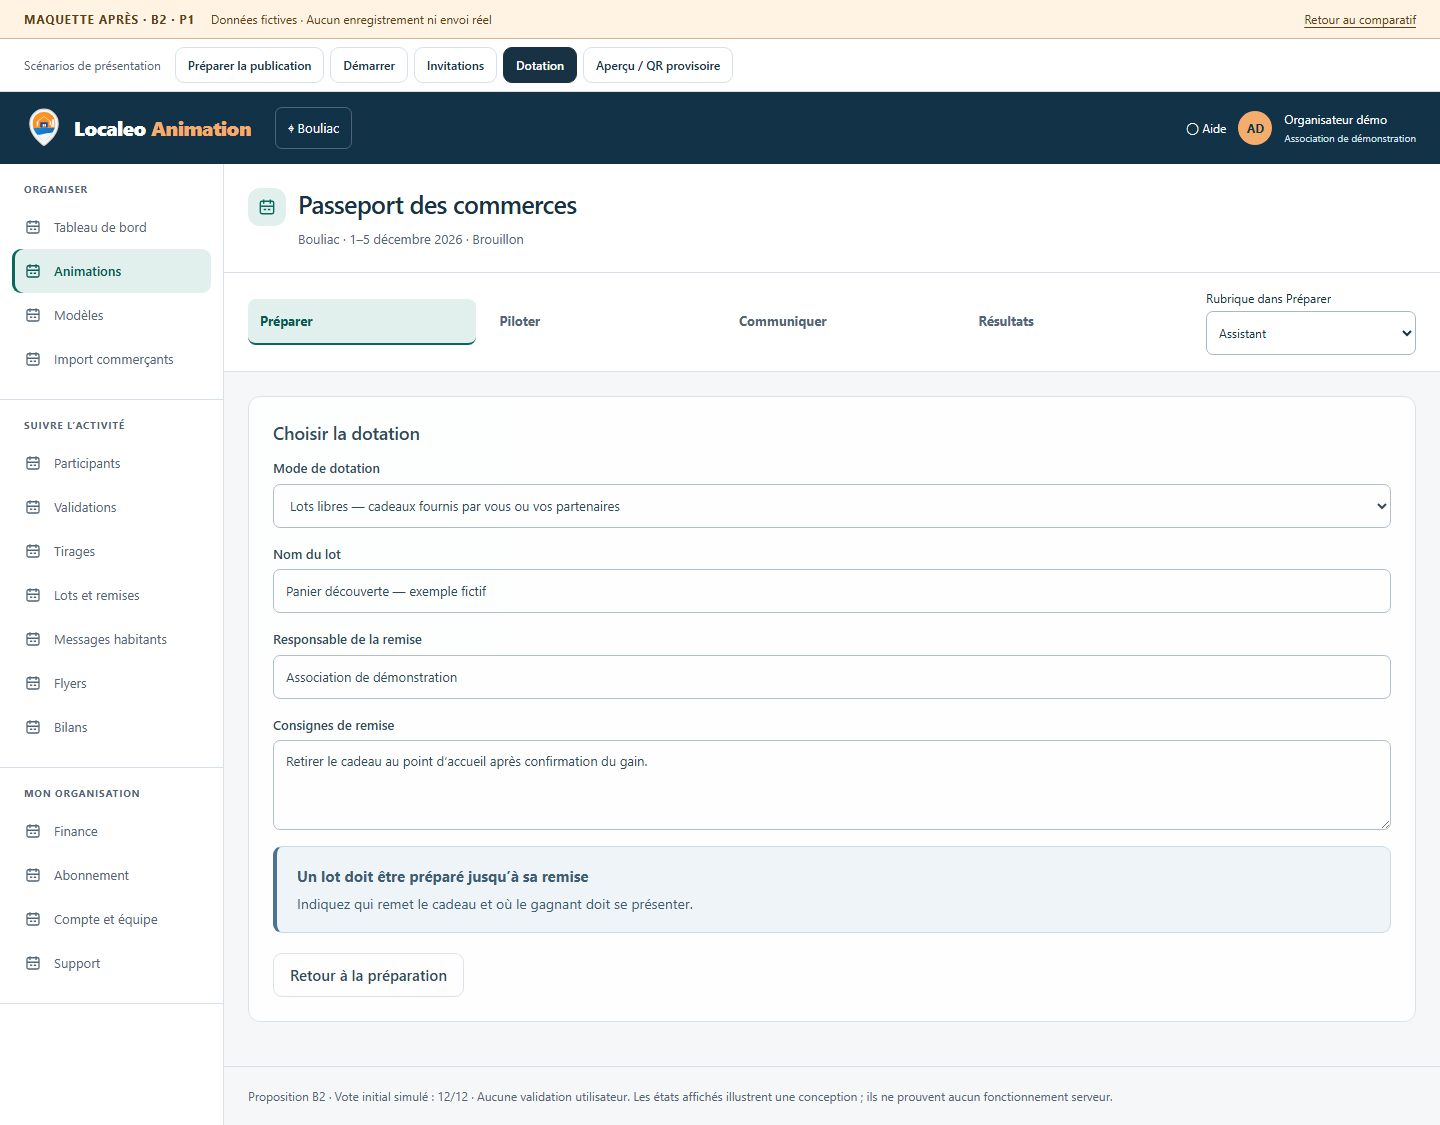 MAQUETTE APRÈS · B2 · P1 Données fictives · Aucun enregistrement ni envoi réel Retour au comparatif
Scénarios de présentation Préparer la publication Démarrer Invitations Dotation Aperçu / QR provisoire
Localeo Animation Bouliac Aide AD Organisateur démo
Association de démonstration
ORGANISER
Tableau de bord
Animations
Modèles
Import commerçants
SUIVRE L’ACTIVITÉ
Participants
Validations
Tirages
Lots et remises
Messages habitants
Flyers
Bilans
MON ORGANISATION
Finance
Abonnement
Compte et équipe
Support
Passeport des commerces
Bouliac · 1–5 décembre 2026 · Brouillon
Préparer Piloter Communiquer Résultats
Rubrique dans Préparer
Assistant
Choisir la dotation
Mode de dotation
Lots libres — cadeaux fournis par vous ou vos partenaires
Nom du lot
Panier découverte — exemple fictif
Responsable de la remise
Association de démonstration
Consignes de remise
Retirer le cadeau au point d’accueil après confirmation du gain.
Un lot doit être préparé jusqu’à sa remise
Indiquez qui remet le cadeau et où le gagnant doit se présenter.
Retour à la préparation
Proposition B2 · Vote initial simulé : 12/12 · Aucune validation utilisateur. Les états affichés illustrent une conception ; ils ne prouvent aucun fonctionnement serveur.